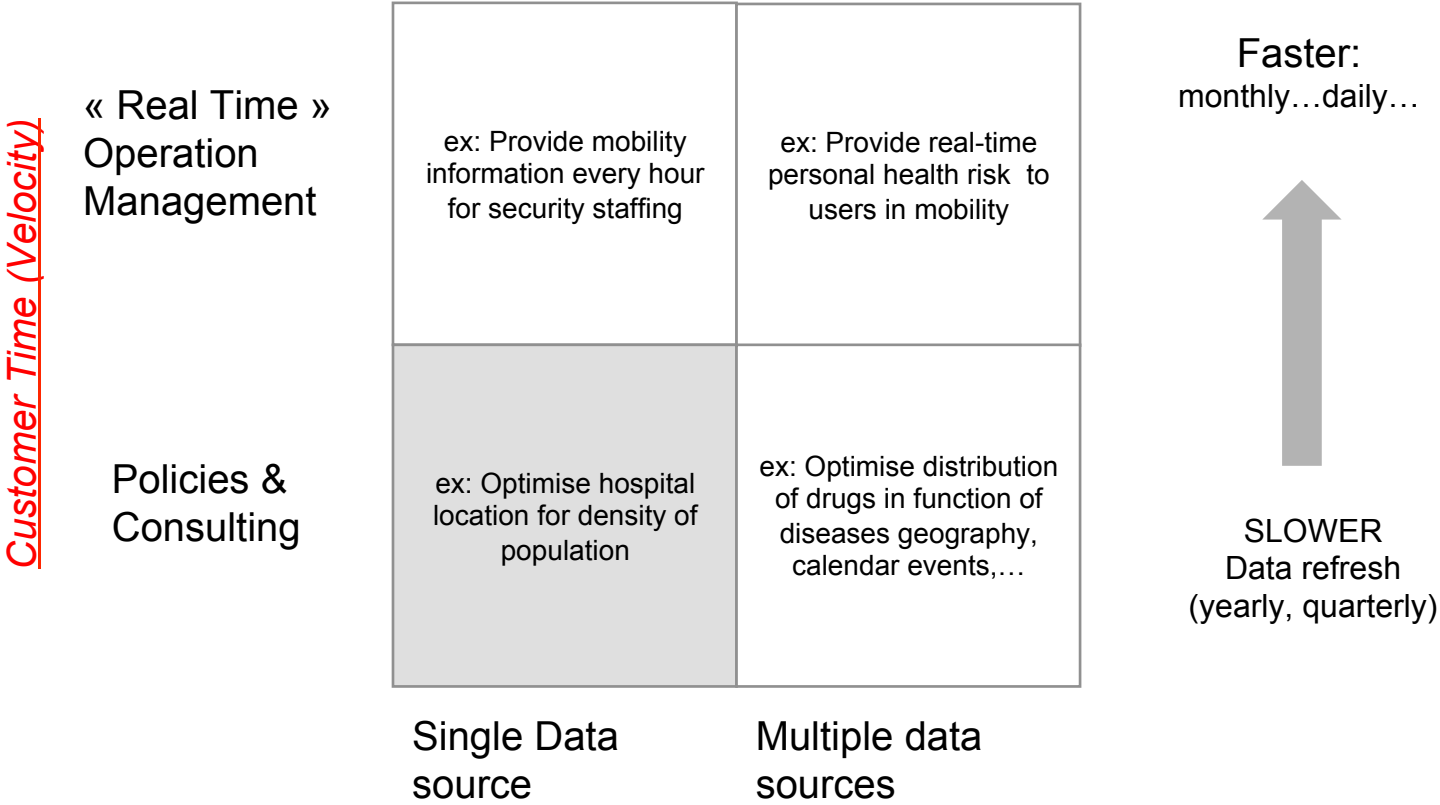 Customer Time (Velocity)
« Real Time »
Operation
Management
ex: Provide mobility
information every hour
for security staffing
ex: Provide real-time
personal health risk to
users in mobility
Faster:
monthly…daily…
Policies &
Consulting
ex: Optimise hospital
location for density of
population
ex: Optimise distribution
of drugs in function of
diseases geography,
calendar events,…
SLOWER
Data refresh
(yearly, quarterly)
Single Data
source
Multiple data
sources